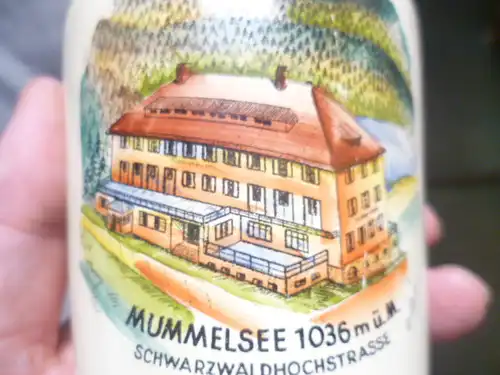 MUMMELSEE 1036 m ü. M.
SCHWARZWALDHOCHSTRASSE